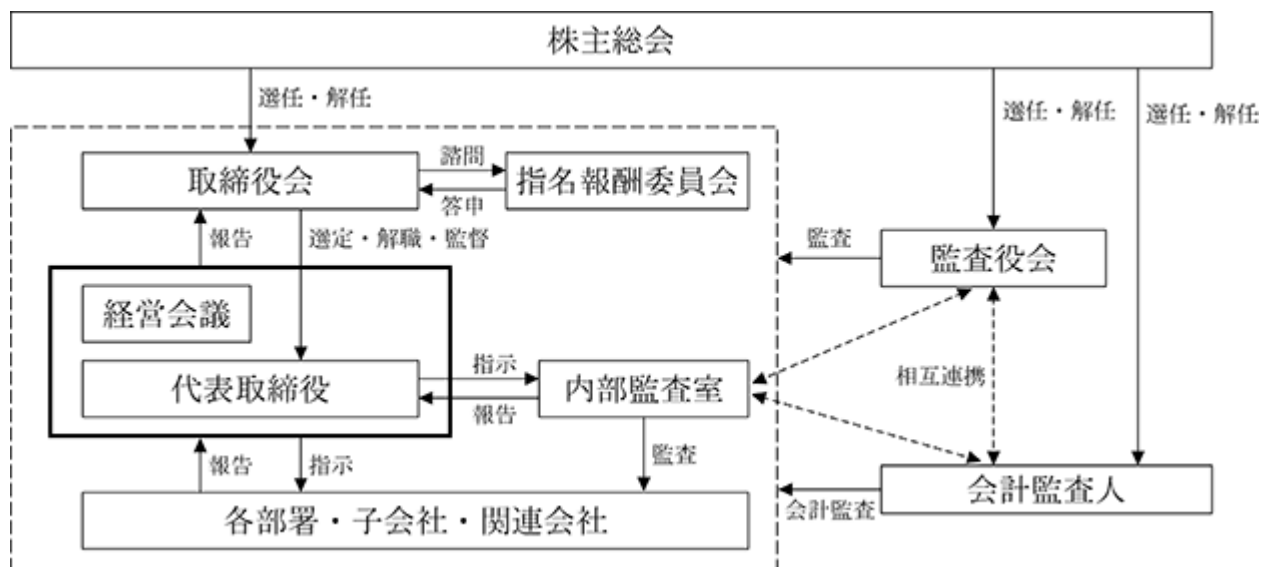 株主総会
選任・解任
選任・解任
選任・解任
取締役会
諮問
答申
指名報酬委員会
報告
選定・解職・監督
監査
監査役会
経営会議
代表取締役
指示
報告
内部監査室
相互連携
報告
指示
監査
会計監査
会計監査人
各部署・子会社・関連会社